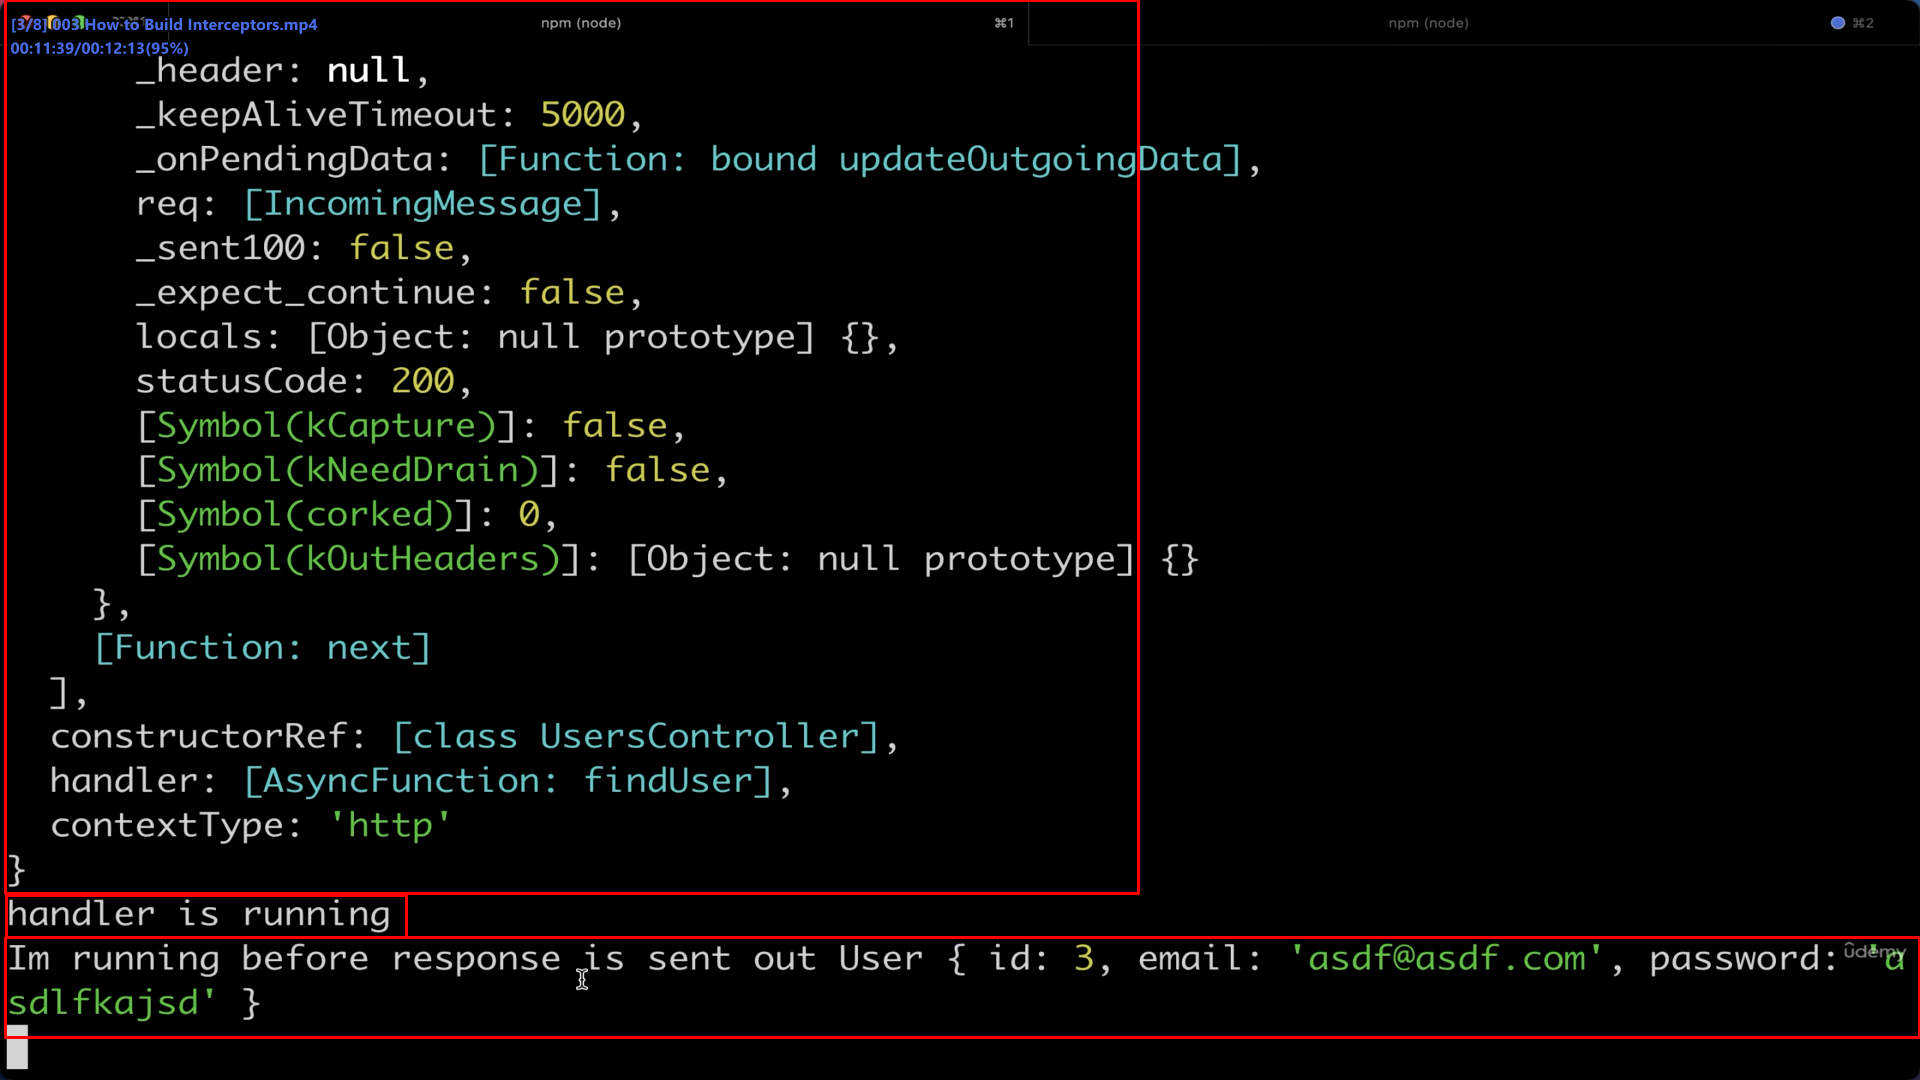 [3/8] 003 How to Build Interceptors.mp4
npm (node) ⌘1 npm (node) ⌘2
00:11:39/00:12:13(95%)
_header: null,
_keepAliveTimeout: 5000,
_onPendingData: [Function: bound updateOutgoingData],
req: [IncomingMessage],
_sent100: false,
_expect_continue: false,
locals: [Object: null prototype] {},
statusCode: 200,
[Symbol(kCapture)]: false,
[Symbol(kNeedDrain)]: false,
[Symbol(corked)]: 0,
[Symbol(kOutHeaders)]: [Object: null prototype] {}
},
[Function: next]
],
constructorRef: [class UsersController],
handler: [AsyncFunction: findUser],
contextType: 'http'
}
handler is running
Im running before response is sent out User { id: 3, email: 'asdf@asdf.com', password: 'a
sdlfkajsd' }
ûdemy